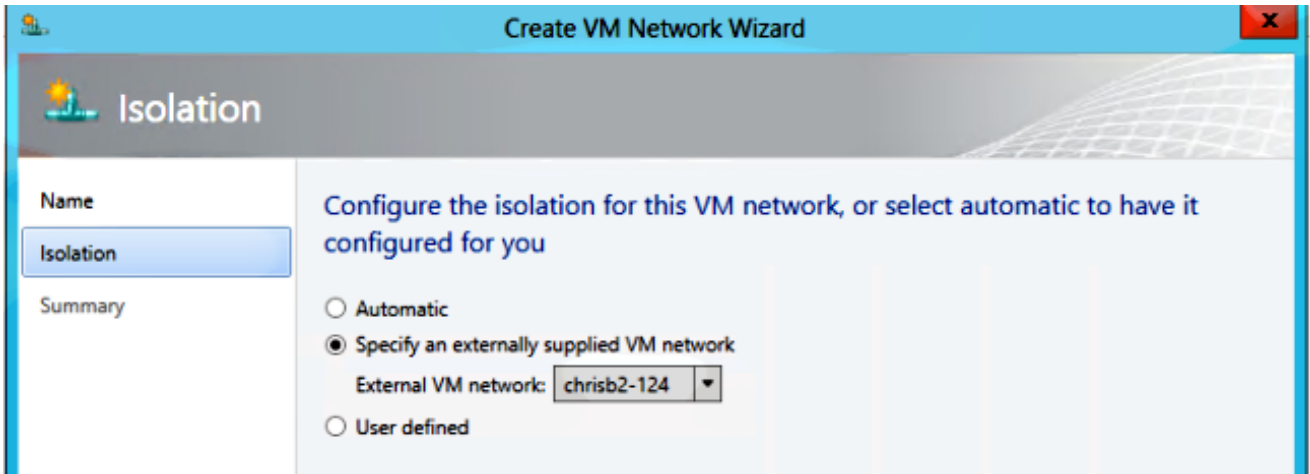 Create VM Network Wizard
x
Isolation
Name
Isolation
Summary
Configure the isolation for this VM network, or select automatic to have it
configured for you
Automatic
Specify an externally supplied VM network
External VM network: chrisb2-124
User defined